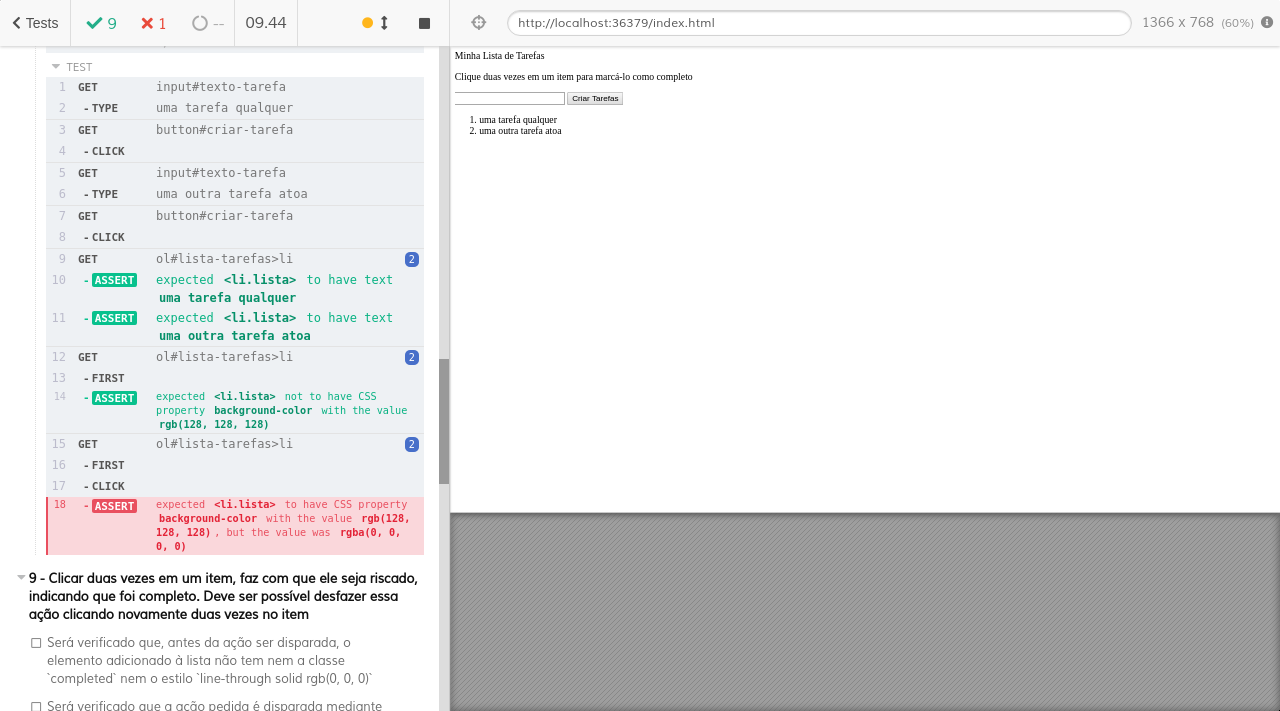 Tests 9 1 -- 09.44
http://localhost:36379/index.html 1366 x 768 (60%)
TEST
1 GET input#texto-tarefa
2 - TYPE uma tarefa qualquer
3 GET button#criar-tarefa
4 - CLICK
5 GET input#texto-tarefa
6 - TYPE uma outra tarefa atoa
7 GET button#criar-tarefa
8 - CLICK
9 GET ol#lista-tarefas>li 2
10 - ASSERT expected <li.lista> to have text
uma tarefa qualquer
11 - ASSERT expected <li.lista> to have text
uma outra tarefa atoa
12 GET ol#lista-tarefas>li 2
13 - FIRST
14 - ASSERT expected <li.lista> not to have CSS
property background-color with the value
rgb(128, 128, 128)
15 GET ol#lista-tarefas>li 2
16 - FIRST
17 - CLICK
18 - ASSERT expected <li.lista> to have CSS property
background-color with the value rgb(128,
128, 128), but the value was rgba(0, 0,
0, 0)
9 - Clicar duas vezes em um item, faz com que ele seja riscado,
indicando que foi completo. Deve ser possível desfazer essa
ação clicando novamente duas vezes no item
Será verificado que, antes da ação ser disparada, o
elemento adicionado à lista não tem nem a classe
`completed` nem o estilo `line-through solid rgb(0, 0, 0)`
Será verificado que a ação pedida é disparada mediante
Minha Lista de Tarefas
Clique duas vezes em um item para marcá-lo como completo
Criar Tarefas
1. uma tarefa qualquer
2. uma outra tarefa atoa